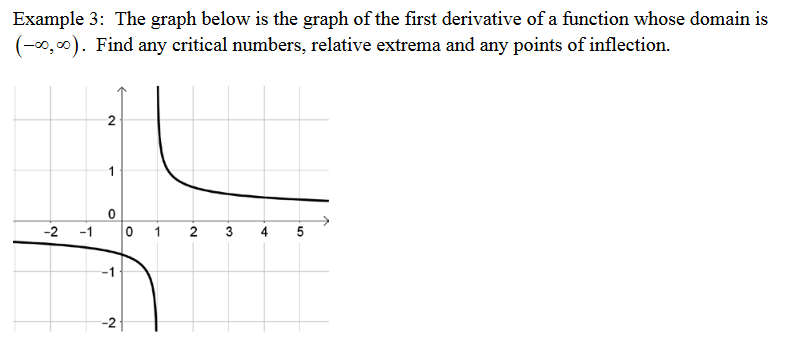 Example 3: The graph below is the graph of the first derivative of a function whose domain is
(−∞,∞). Find any critical numbers, relative extrema and any points of inflection.
2
1
0
−2 −1 0 1 2 3 4 5
−1
−2